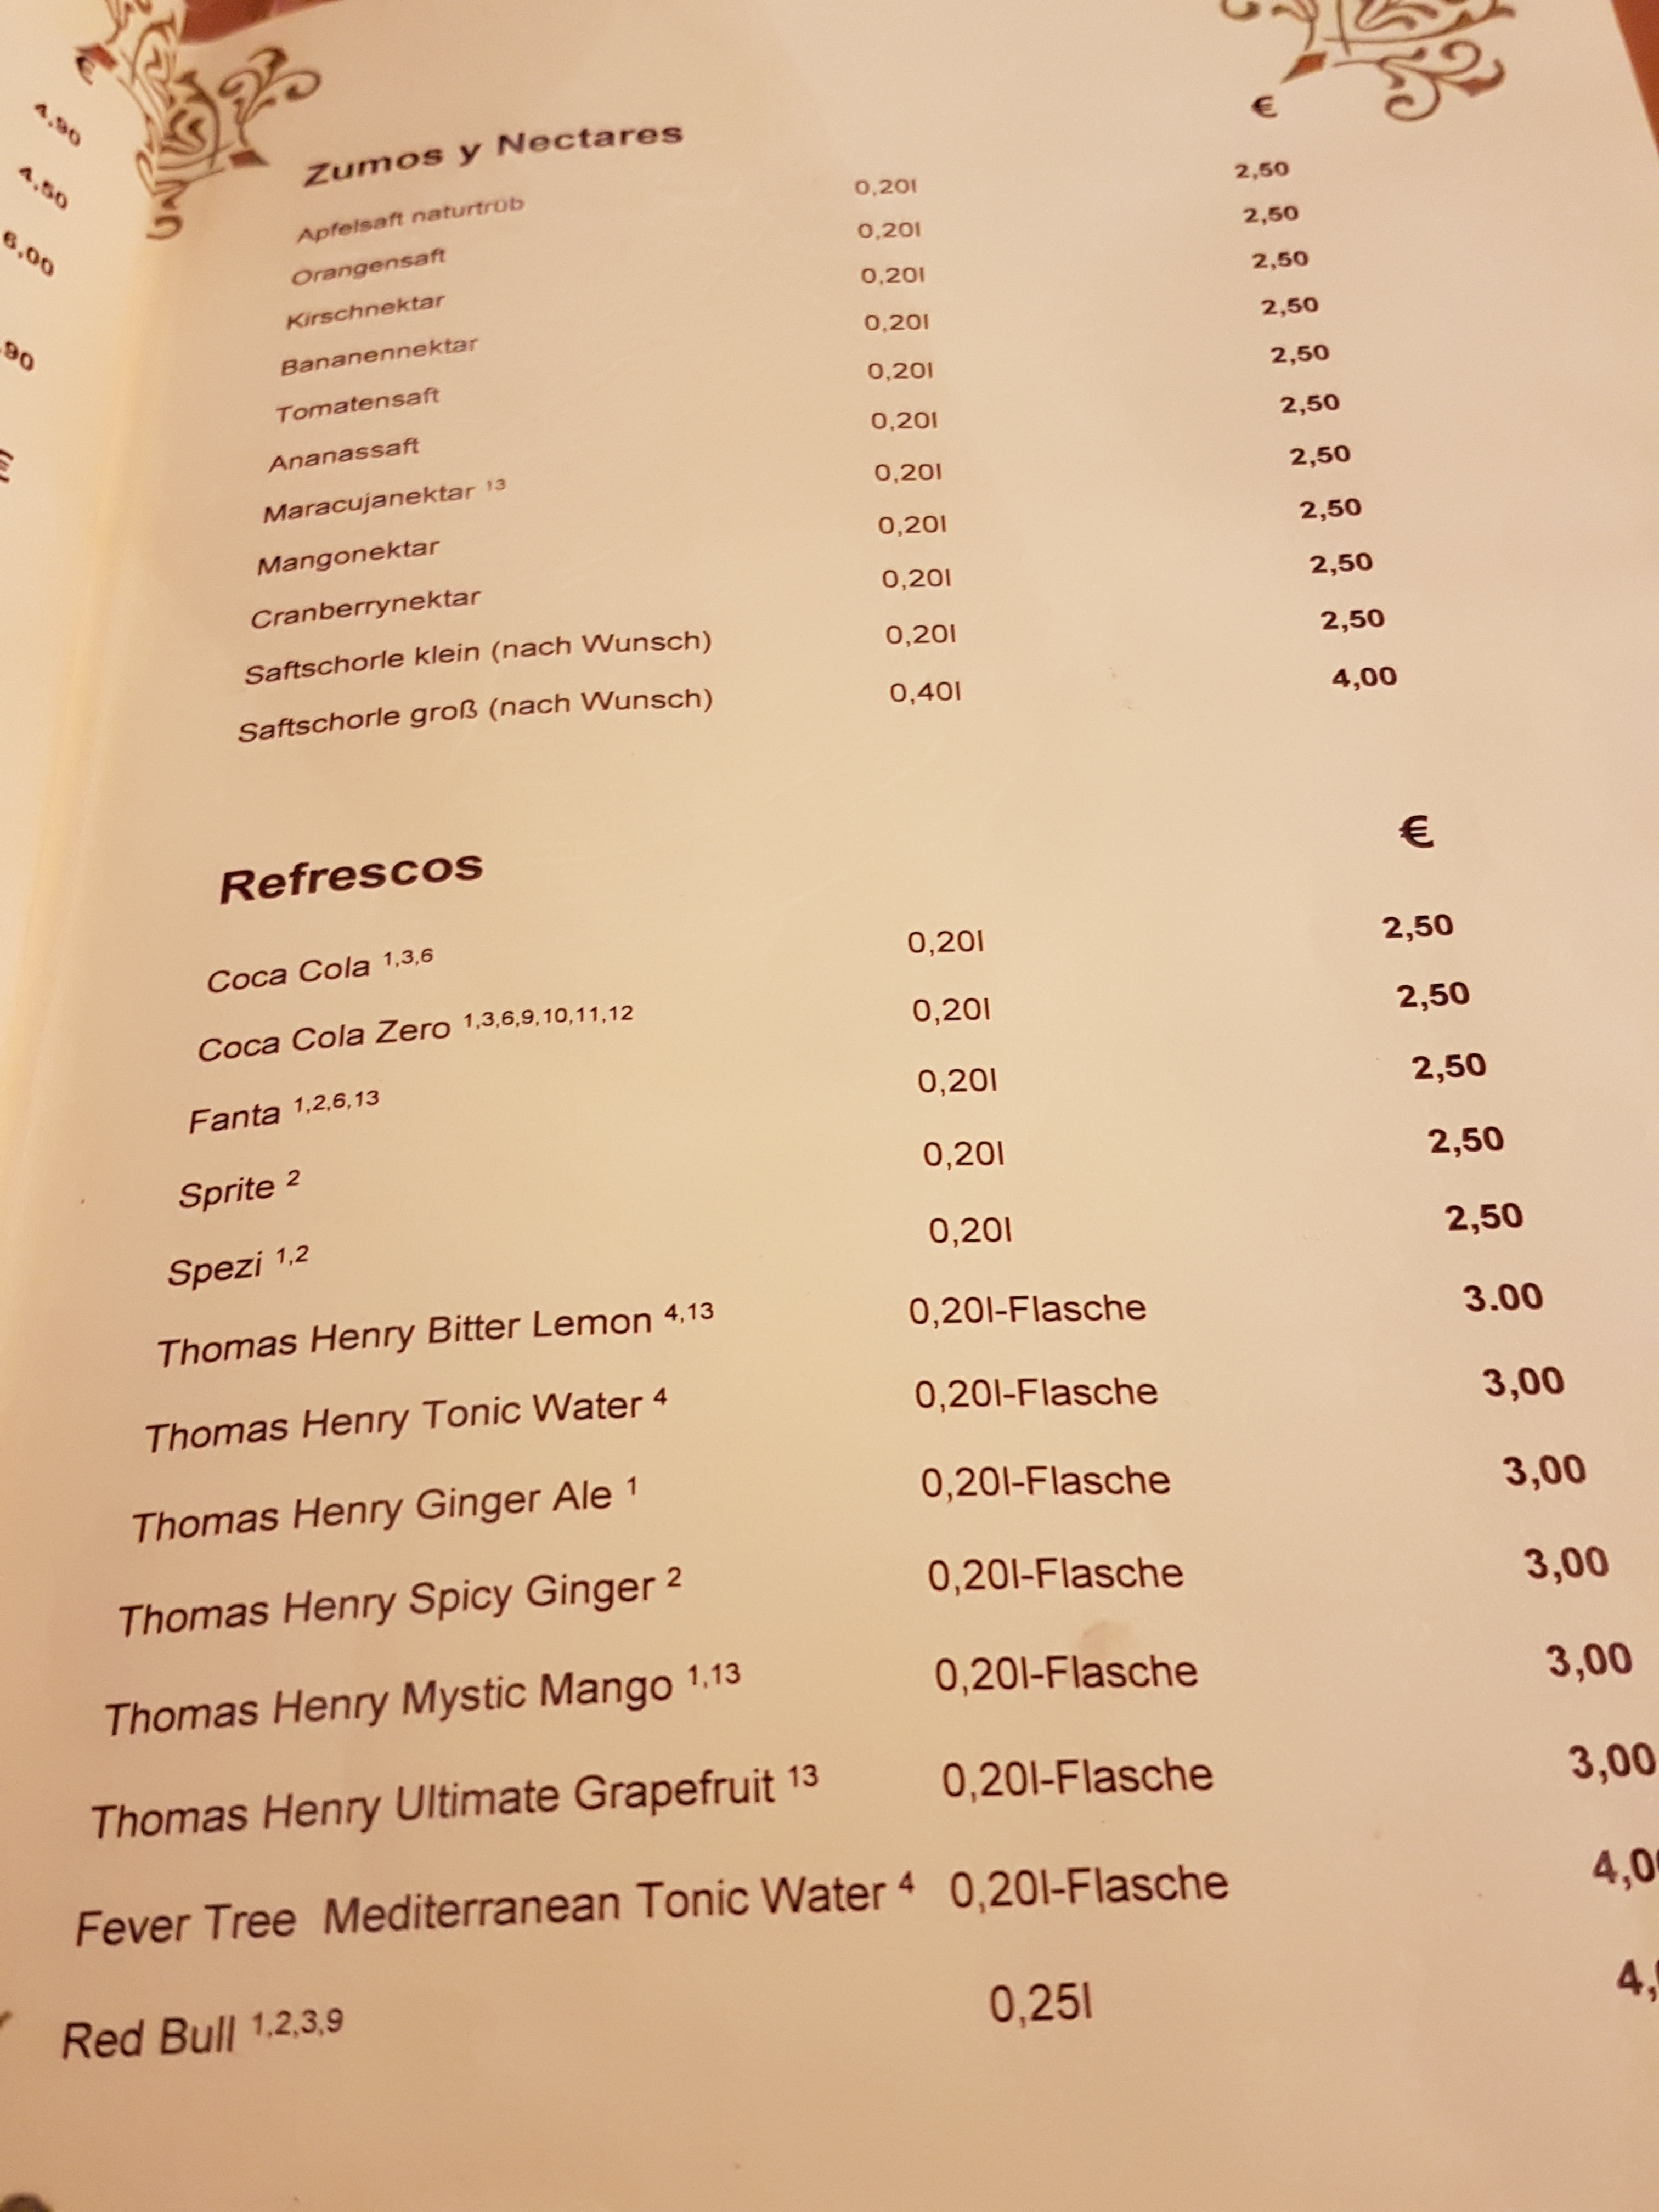 4.90
4,50
6,00
90
€
€
Zumos y Nectares €
Apfelsaft naturtrüb 0,20l 2,50
Orangensaft 0,20l 2,50
Kirschnektar 0,20l 2,50
Bananennektar 0,20l 2,50
Tomatensaft 0,20l 2,50
Ananassaft 0,20l 2,50
Maracujanektar 13 0,20l 2,50
Mangonektar 0,20l 2,50
Cranberrynektar 0,20l 2,50
Saftschorle klein (nach Wunsch) 0,20l 2,50
Saftschorle groß (nach Wunsch) 0,40l 4,00
Refrescos €
Coca Cola 1,3,6 0,20l 2,50
Coca Cola Zero 1,3,6,9,10,11,12 0,20l 2,50
Fanta 1,2,6,13 0,20l 2,50
Sprite 2 0,20l 2,50
Spezi 1,2 0,20l 2,50
Thomas Henry Bitter Lemon 4,13 0,20l-Flasche 3.00
Thomas Henry Tonic Water 4 0,20l-Flasche 3,00
Thomas Henry Ginger Ale 1 0,20l-Flasche 3,00
Thomas Henry Spicy Ginger 2 0,20l-Flasche 3,00
Thomas Henry Mystic Mango 1,13 0,20l-Flasche 3,00
Thomas Henry Ultimate Grapefruit 13 0,20l-Flasche 3,00
Fever Tree Mediterranean Tonic Water 4 0,20l-Flasche 4,0
Red Bull 1,2,3,9 0,25l 4,